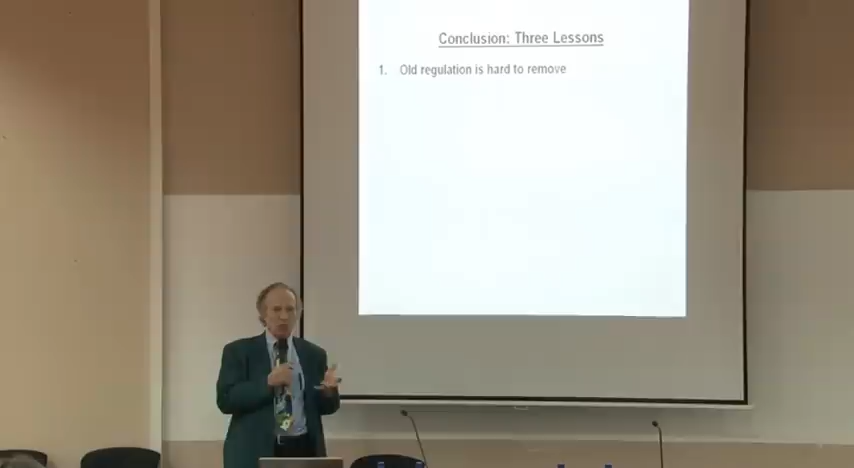 Conclusion: Three Lessons
1. Old regulation is hard to remove